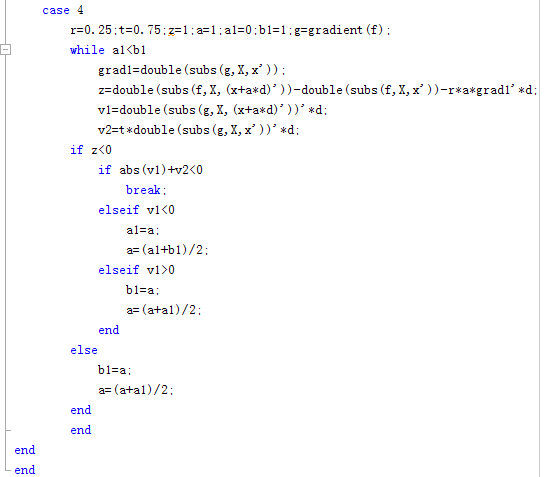 case 4
r=0.25;t=0.75;z=1;a=1;a1=0;b1=1;g=gradient(f);
while a1<b1
grad1=double(subs(g,X,x'));
z=double(subs(f,X,(x+a*d)'))-double(subs(f,X,x'))-r*a*grad1'*d;
v1=double(subs(g,X,(x+a*d)'))'*d;
v2=t*double(subs(g,X,x'))'*d;
if z<0
if abs(v1)+v2<0
break;
elseif v1<0
a1=a;
a=(a1+b1)/2;
elseif v1>0
b1=a;
a=(a+a1)/2;
end
else
b1=a;
a=(a+a1)/2;
end
end
end
end